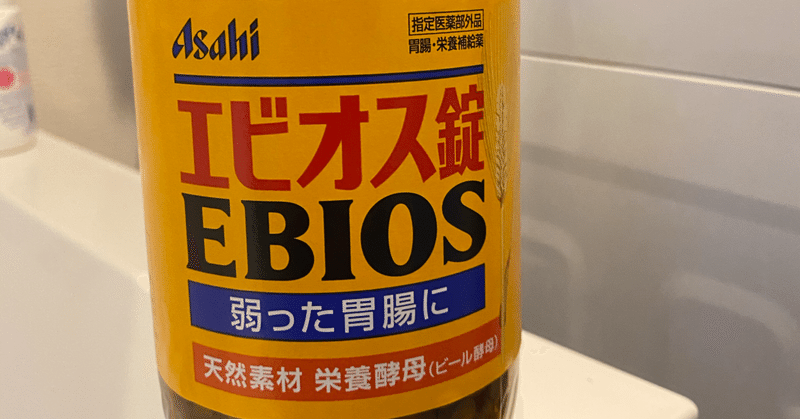 Asahi
指定医薬部外品
胃腸・栄養補給薬
エビオス錠
EBIOS
弱った胃腸に
天然素材 栄養酵母(ビール酵母)